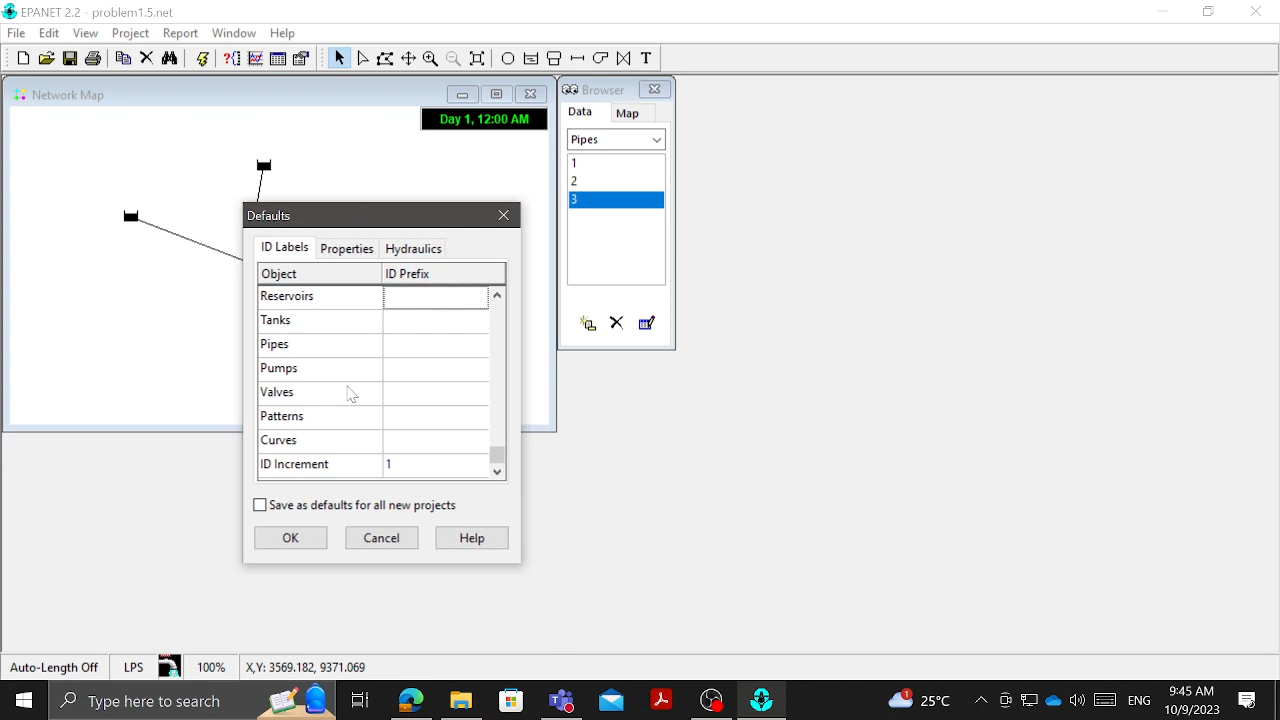 EPANET 2.2 - problem1.5.net
File Edit View Project Report Window Help
Network Map
Day 1, 12:00 AM
Browser
Data Map
Pipes
1
2
3
Defaults
ID Labels Properties Hydraulics
Object ID Prefix
Reservoirs
Tanks
Pipes
Pumps
Valves
Patterns
Curves
ID Increment 1
Save as defaults for all new projects
OK Cancel Help
Auto-Length Off LPS 100% X,Y: 3569.182, 9371.069
Type here to search
1 25°C ENG 9:45 AM
10/9/2023